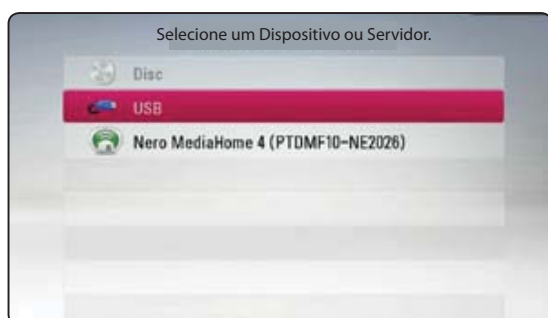 Selecione um Dispositivo ou Servidor.
Disc
USB
Nero MediaHome 4 (PTDMF10-NE2026)